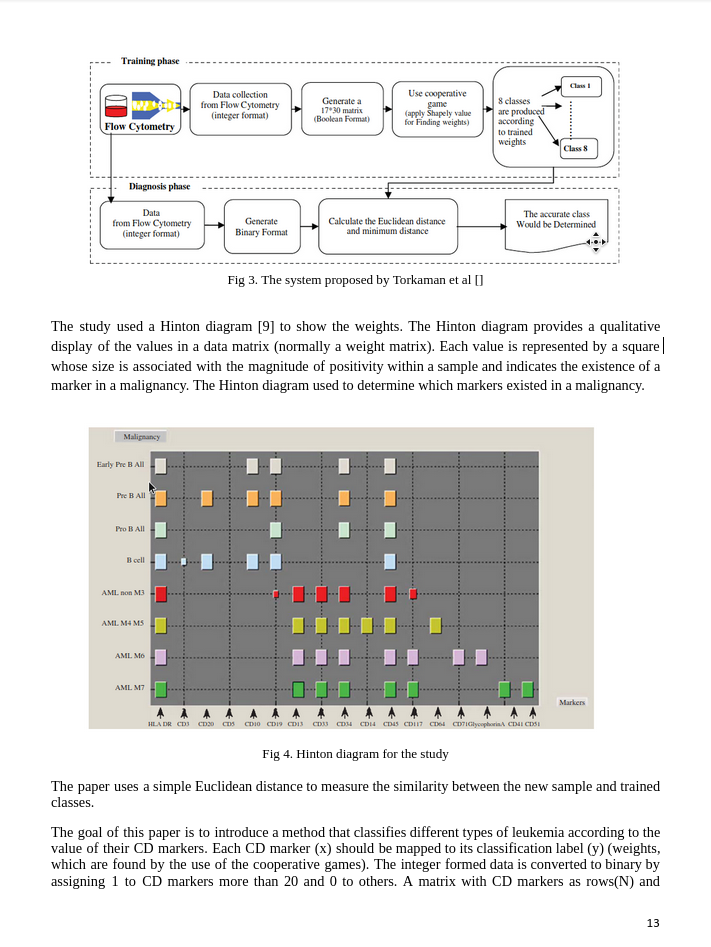 Training phase
Flow Cytometry
Data collection
from Flow Cytometry
(integer format)
Generate a
17*30 matrix
(Boolean Format)
Use cooperative
game
(apply Shapely value
for Finding weights)
8 classes
are produced
according
to trained
weights
Class 1
Class 8
Diagnosis phase
Data
from Flow Cytometry
(integer format)
Generate
Binary Format
Calculate the Euclidean distance
and minimum distance
The accurate class
Would be Determined
Fig 3. The system proposed by Torkaman et al []
The study used a Hinton diagram [9] to show the weights. The Hinton diagram provides a qualitative
display of the values in a data matrix (normally a weight matrix). Each value is represented by a square
whose size is associated with the magnitude of positivity within a sample and indicates the existence of a
marker in a malignancy. The Hinton diagram used to determine which markers existed in a malignancy.
Malignancy
Early Pre B All
Pre B All
Pro B All
B cell
AML non M3
AML M4 M5
AML M6
AML M7
Markers
HLA DR CD3 CD20 CD5 CD10 CD19 CD13 CD33 CD34 CD14 CD45 CD117 CD64 CD71GlycophorinA CD41 CD51
Fig 4. Hinton diagram for the study
The paper uses a simple Euclidean distance to measure the similarity between the new sample and trained
classes.
The goal of this paper is to introduce a method that classifies different types of leukemia according to the
value of their CD markers. Each CD marker (x) should be mapped to its classification label (y) (weights,
which are found by the use of the cooperative games). The integer formed data is converted to binary by
assigning 1 to CD markers more than 20 and 0 to others. A matrix with CD markers as rows(N) and
13